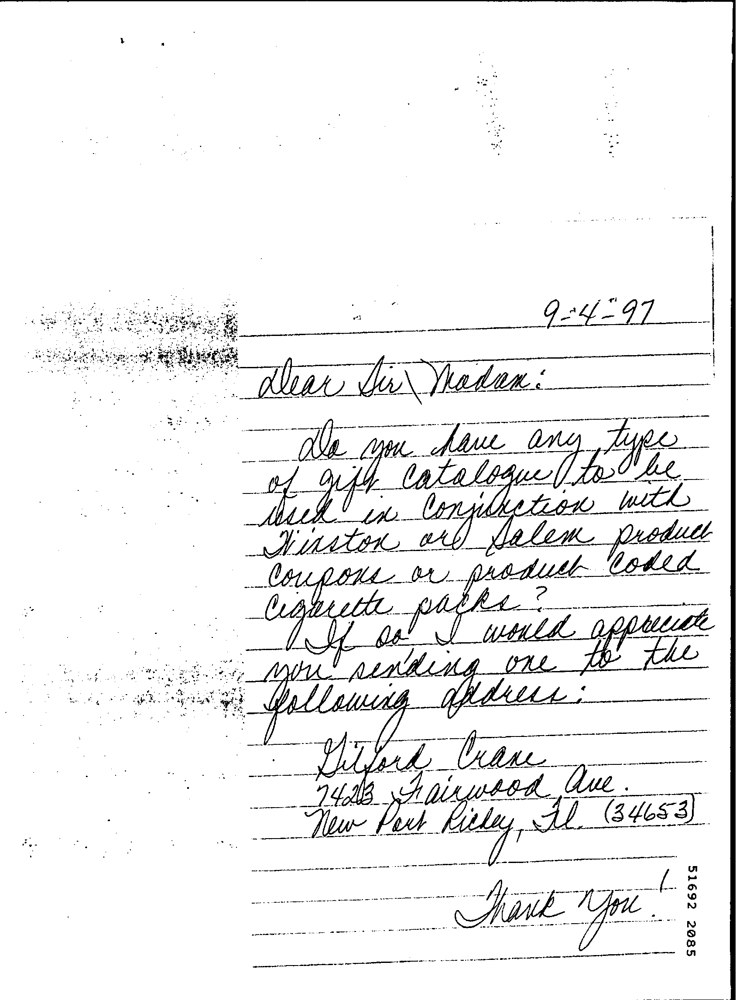 9-4-97
Dear Sir\Madam:
Do you have any type
of gift catalogue to be
used in conjunction with
Winston or Salem product
coupons or product coded
cigarette packs?
If so I would appreciate
you sending one to the
following address:
Gilford Crane
7423 Fairwood Ave.
New Port Richey, Fl. (34653)
Thank You!
51692 2085